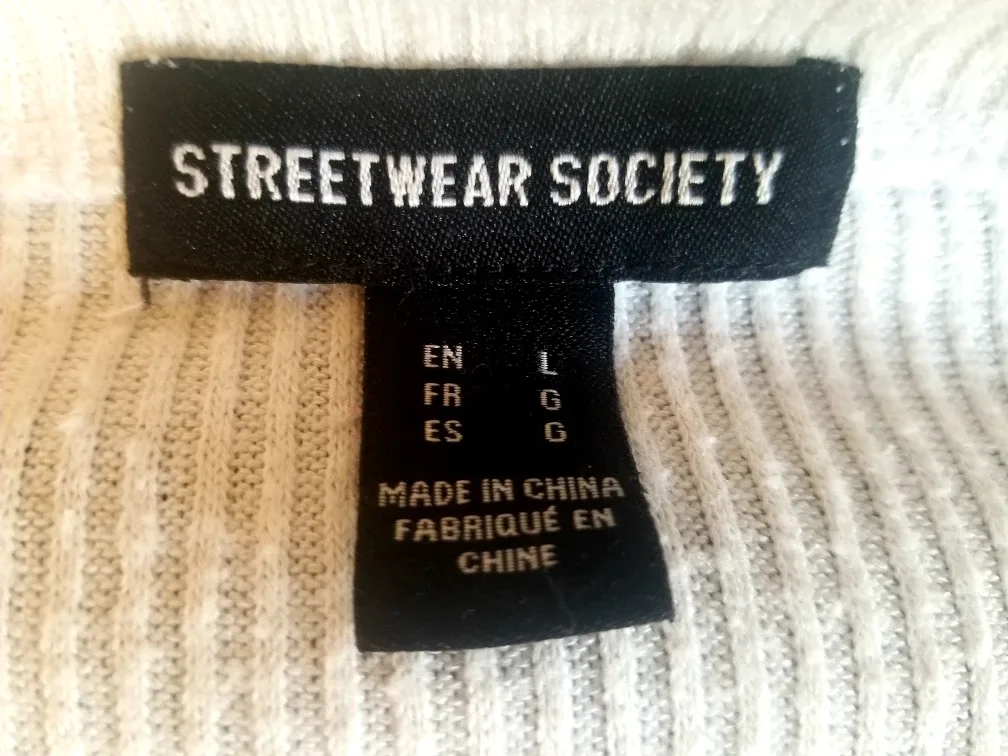 STREETWEAR SOCIETY
EN L
FR G
ES G
MADE IN CHINA
FABRIQUÉ EN
CHINE